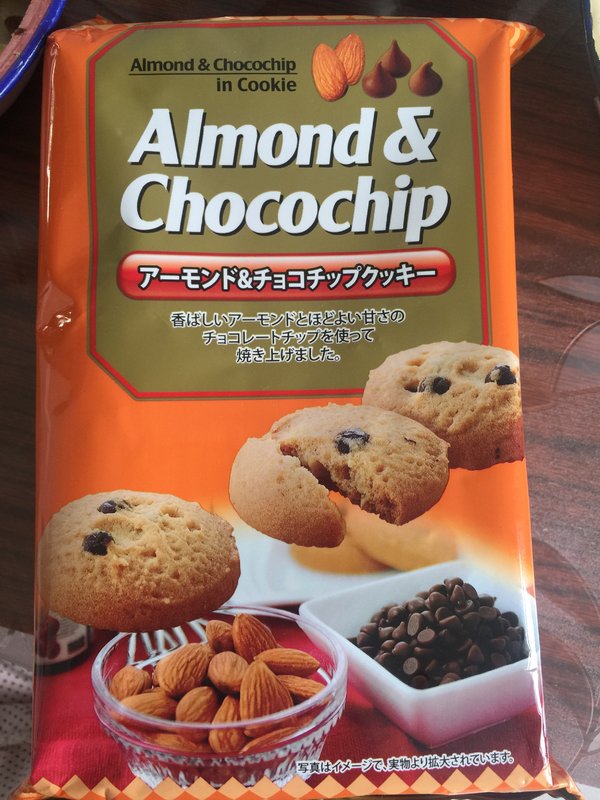 Almond & Chocochip
in Cookie
Almond &
Chocochip
アーモンド&チョコチップクッキー
香ばしいアーモンドとほどよい甘さの
チョコレートチップを使って
焼き上げました。
写真はイメージで、実物より拡大されています。